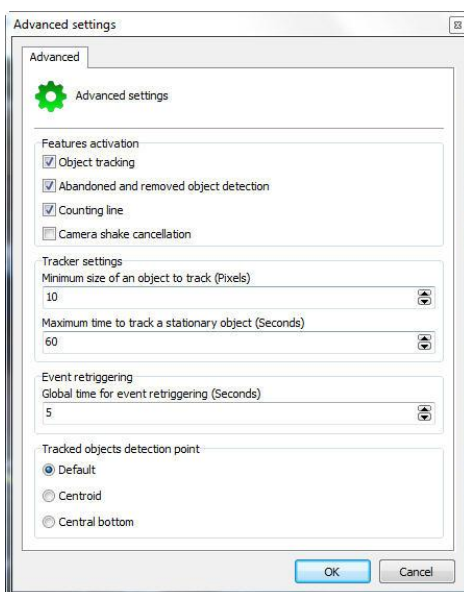 Advanced settings
Advanced
Advanced settings
Features activation
Object tracking
Abandoned and removed object detection
Counting line
Camera shake cancellation
Tracker settings
Minimum size of an object to track (Pixels)
10
Maximum time to track a stationary object (Seconds)
60
Event retriggering
Global time for event retriggering (Seconds)
5
Tracked objects detection point
Default
Centroid
Central bottom
OK Cancel